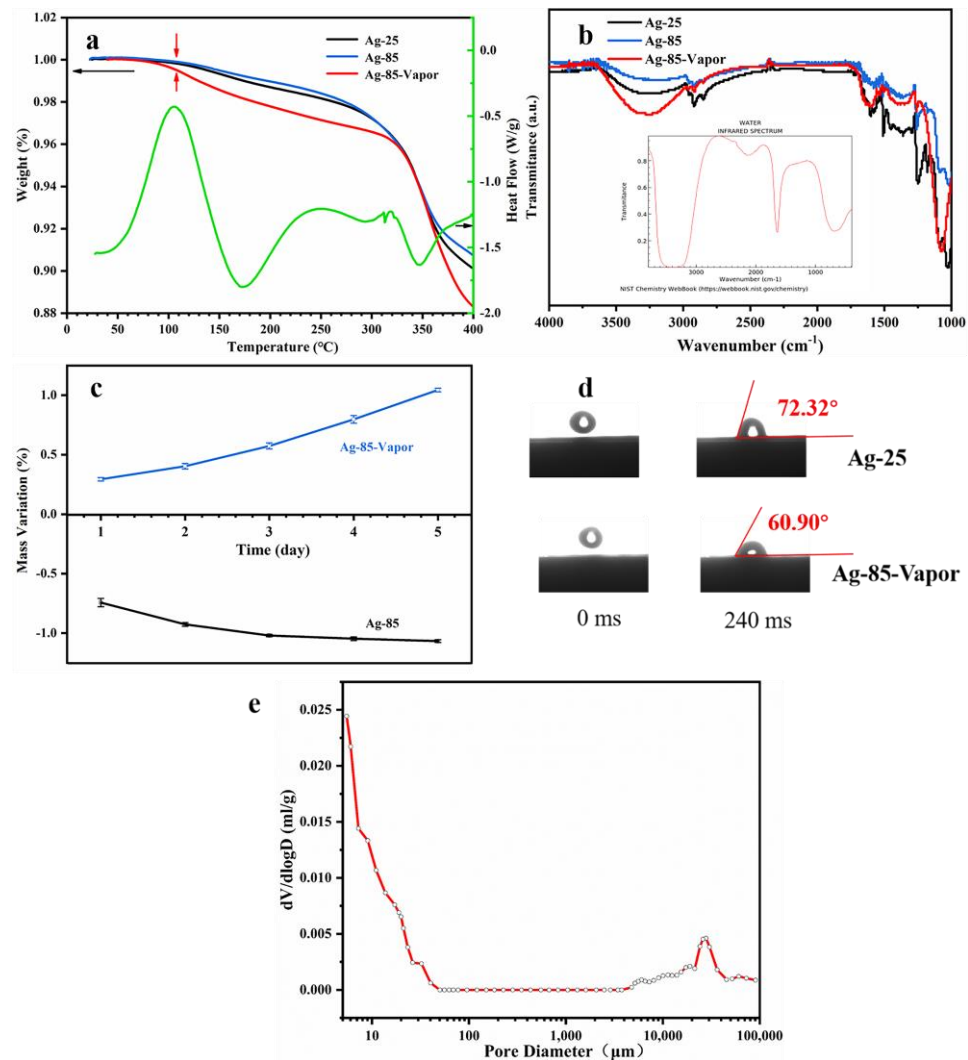 a
Ag-25
Ag-85
Ag-85-Vapor
1.02
1.00
0.98
0.96
0.94
0.92
0.90
0.88
Weight (%)
0.0
-0.5
-1.0
-1.5
-2.0
Heat Flow (W/g)
0 50 100 150 200 250 300 350 400
Temperature (°C)
b
Ag-25
Ag-85
Ag-85-Vapor
Transmitance (a.u.)
WATER
INFRARED SPECTRUM
0.8
0.6
0.4
0.2
Transmitance
3000 2000 1000
Wavenumber (cm-1)
NIST Chemistry WebBook (https://webbook.nist.gov/chemistry)
4000 3500 3000 2500 2000 1500 1000
Wavenumber (cm-1)
c
1.0
0.5
0.0
-0.5
-1.0
Mass Variation (%)
Ag-85-Vapor
1 2 3 4 5
Time (day)
Ag-85
d
72.32°
Ag-25
60.90°
Ag-85-Vapor
0 ms 240 ms
e
0.025
0.020
0.015
0.010
0.005
0.000
dV/dlogD (ml/g)
10 100 1,000 10,000 100,000
Pore Diameter（μm）